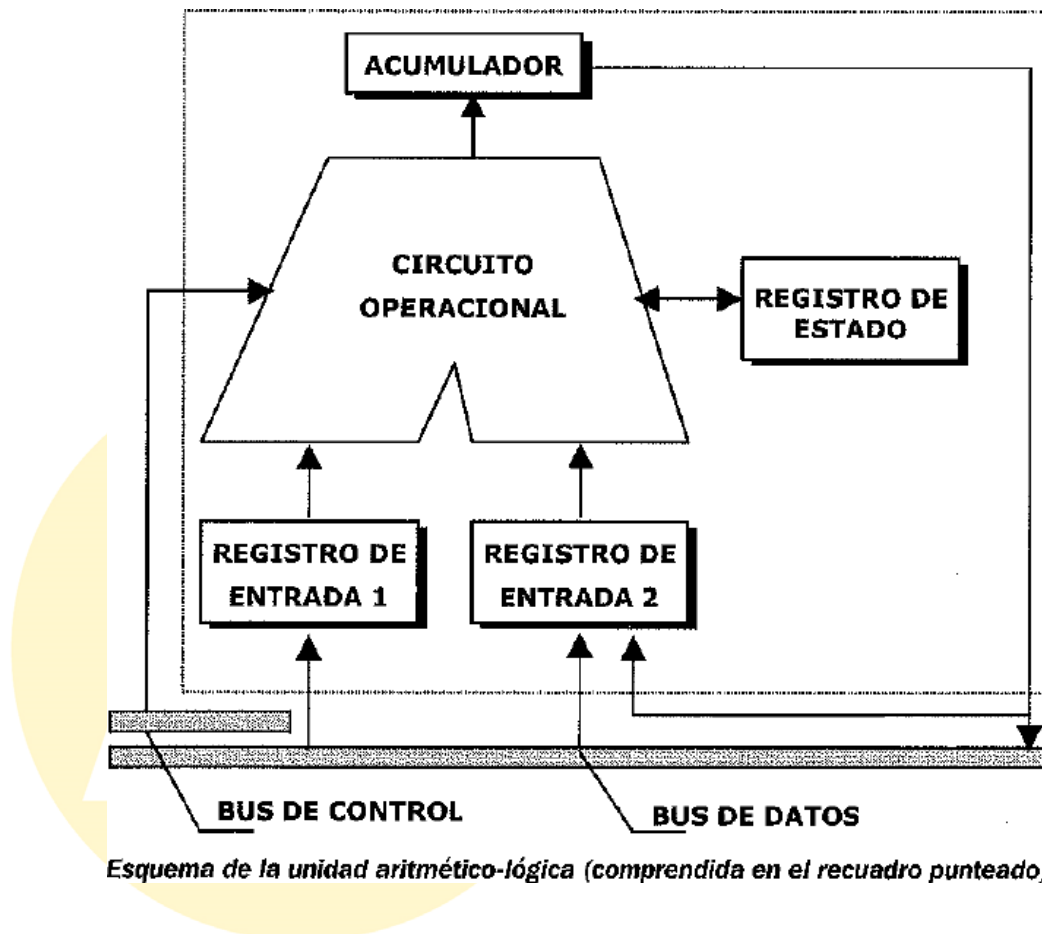 ACUMULADOR
CIRCUITO
OPERACIONAL
REGISTRO DE
ESTADO
REGISTRO DE
ENTRADA 1
REGISTRO DE
ENTRADA 2
BUS DE CONTROL
BUS DE DATOS
Esquema de la unidad aritmético-lógica (comprendida en el recuadro punteado)